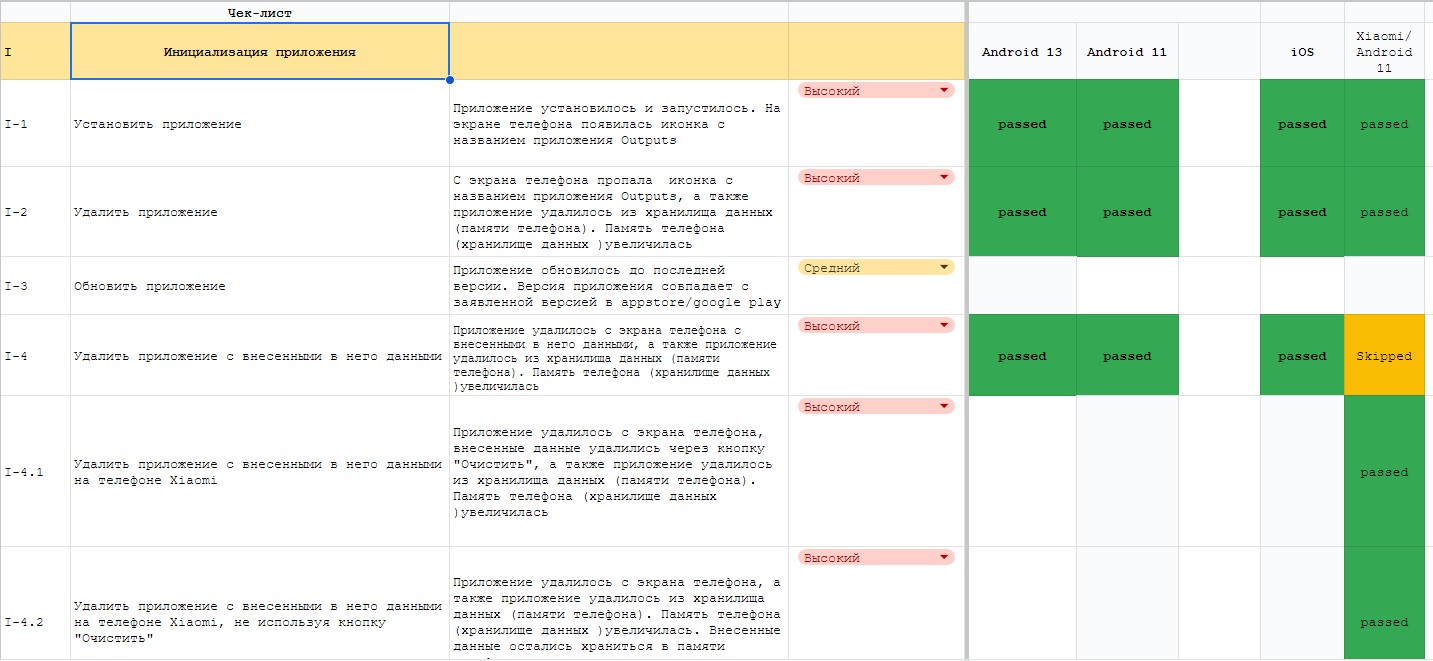 Чек-лист
I
Инициализация приложения
Android 13
Android 11
iOS
Xiaomi/
Android
11
I-1
Установить приложение
Приложение установилось и запустилось. На
экране телефона появилась иконка с
названием приложения Outputs
Высокий
passed
passed
passed
passed
I-2
Удалить приложение
С экрана телефона пропала  иконка с
названием приложения Outputs, а также
приложение удалилось из хранилища данных
(памяти телефона). Память телефона
(хранилище данных )увеличилась
Высокий
passed
passed
passed
passed
I-3
Обновить приложение
Приложение обновилось до последней
версии. Версия приложения совпадает с
заявленной версией в appstore/google play
Средний
I-4
Удалить приложение с внесенными в него данными
Приложение удалилось с экрана телефона с
внесенными в него данными, а также приложение
удалилось из хранилища данных (памяти
телефона). Память телефона (хранилище данных
)увеличилась
Высокий
passed
passed
passed
Skipped
I-4.1
Удалить приложение с внесенными в него данными
на телефоне Xiaomi
Приложение удалилось с экрана телефона,
внесенные данные удалились через кнопку
"Очистить", а также приложение удалилось
из хранилища данных (памяти телефона).
Память телефона (хранилище данных
)увеличилась
Высокий
passed
I-4.2
Удалить приложение с внесенными в него данными
на телефоне Xiaomi, не используя кнопку
"Очистить"
Приложение удалилось с экрана телефона, а
также приложение удалилось из хранилища
данных (памяти телефона). Память телефона
(хранилище данных )увеличилась. Внесенные
данные остались храниться в памяти
Высокий
passed